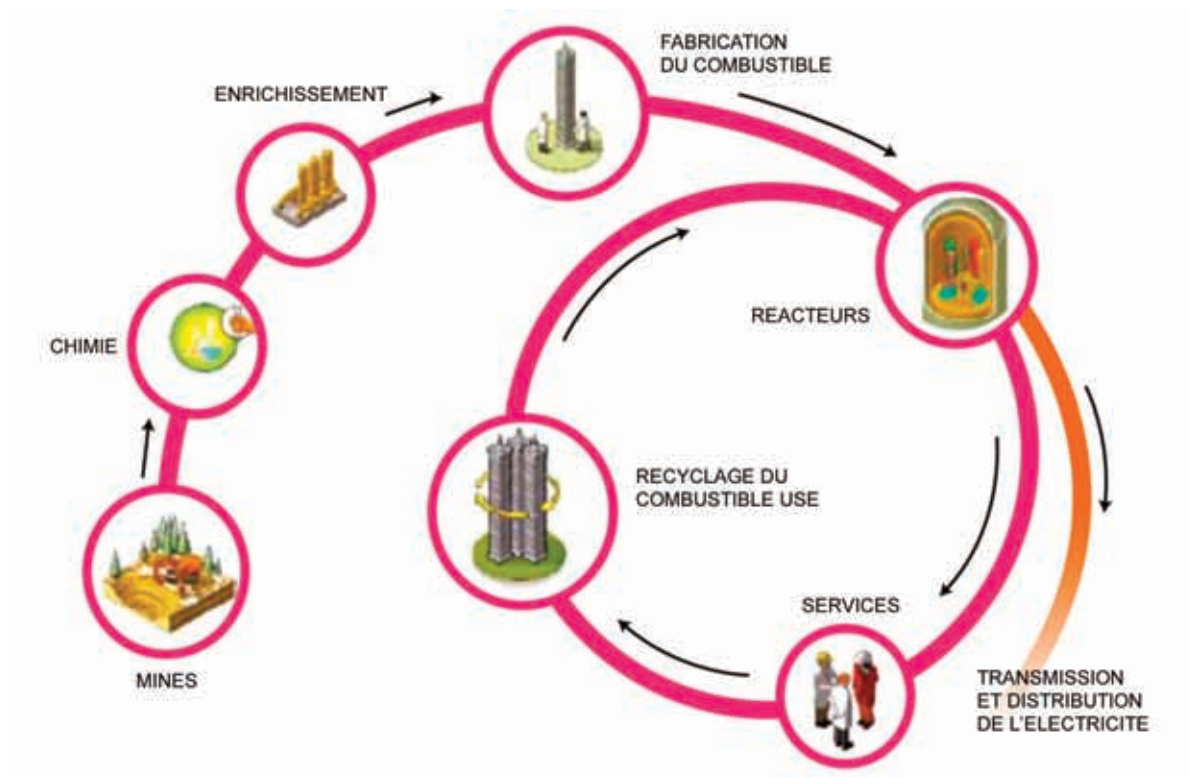 FABRICATION
DU COMBUSTIBLE
ENRICHISSEMENT
REACTEURS
CHIMIE
RECYCLAGE DU
COMBUSTIBLE USE
SERVICES
MINES
TRANSMISSION
ET DISTRIBUTION
DE L'ELECTRICITE